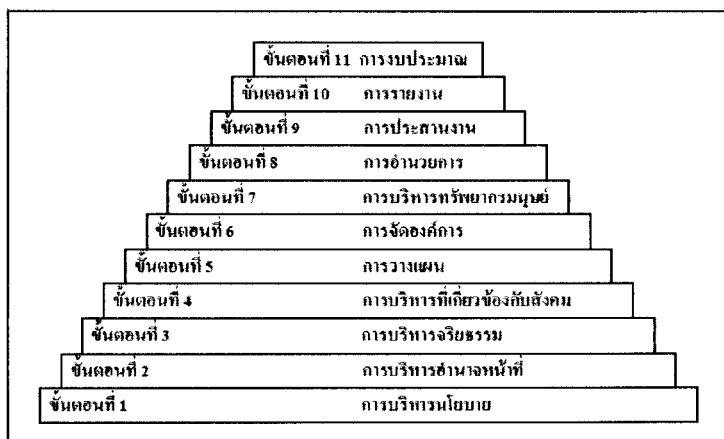 ขั้นตอนที่ 11 การงบประมาณ
ขั้นตอนที่ 10 การรายงาน
ขั้นตอนที่ 9 การประสานงาน
ขั้นตอนที่ 8 การอำนวยการ
ขั้นตอนที่ 7 การบริหารทรัพยากรมนุษย์
ขั้นตอนที่ 6 การจัดองค์การ
ขั้นตอนที่ 5 การวางแผน
ขั้นตอนที่ 4 การบริหารที่เกี่ยวข้องกับสังคม
ขั้นตอนที่ 3 การบริหารจริยธรรม
ขั้นตอนที่ 2 การบริหารอำนาจหน้าที่
ขั้นตอนที่ 1 การบริหารนโยบาย